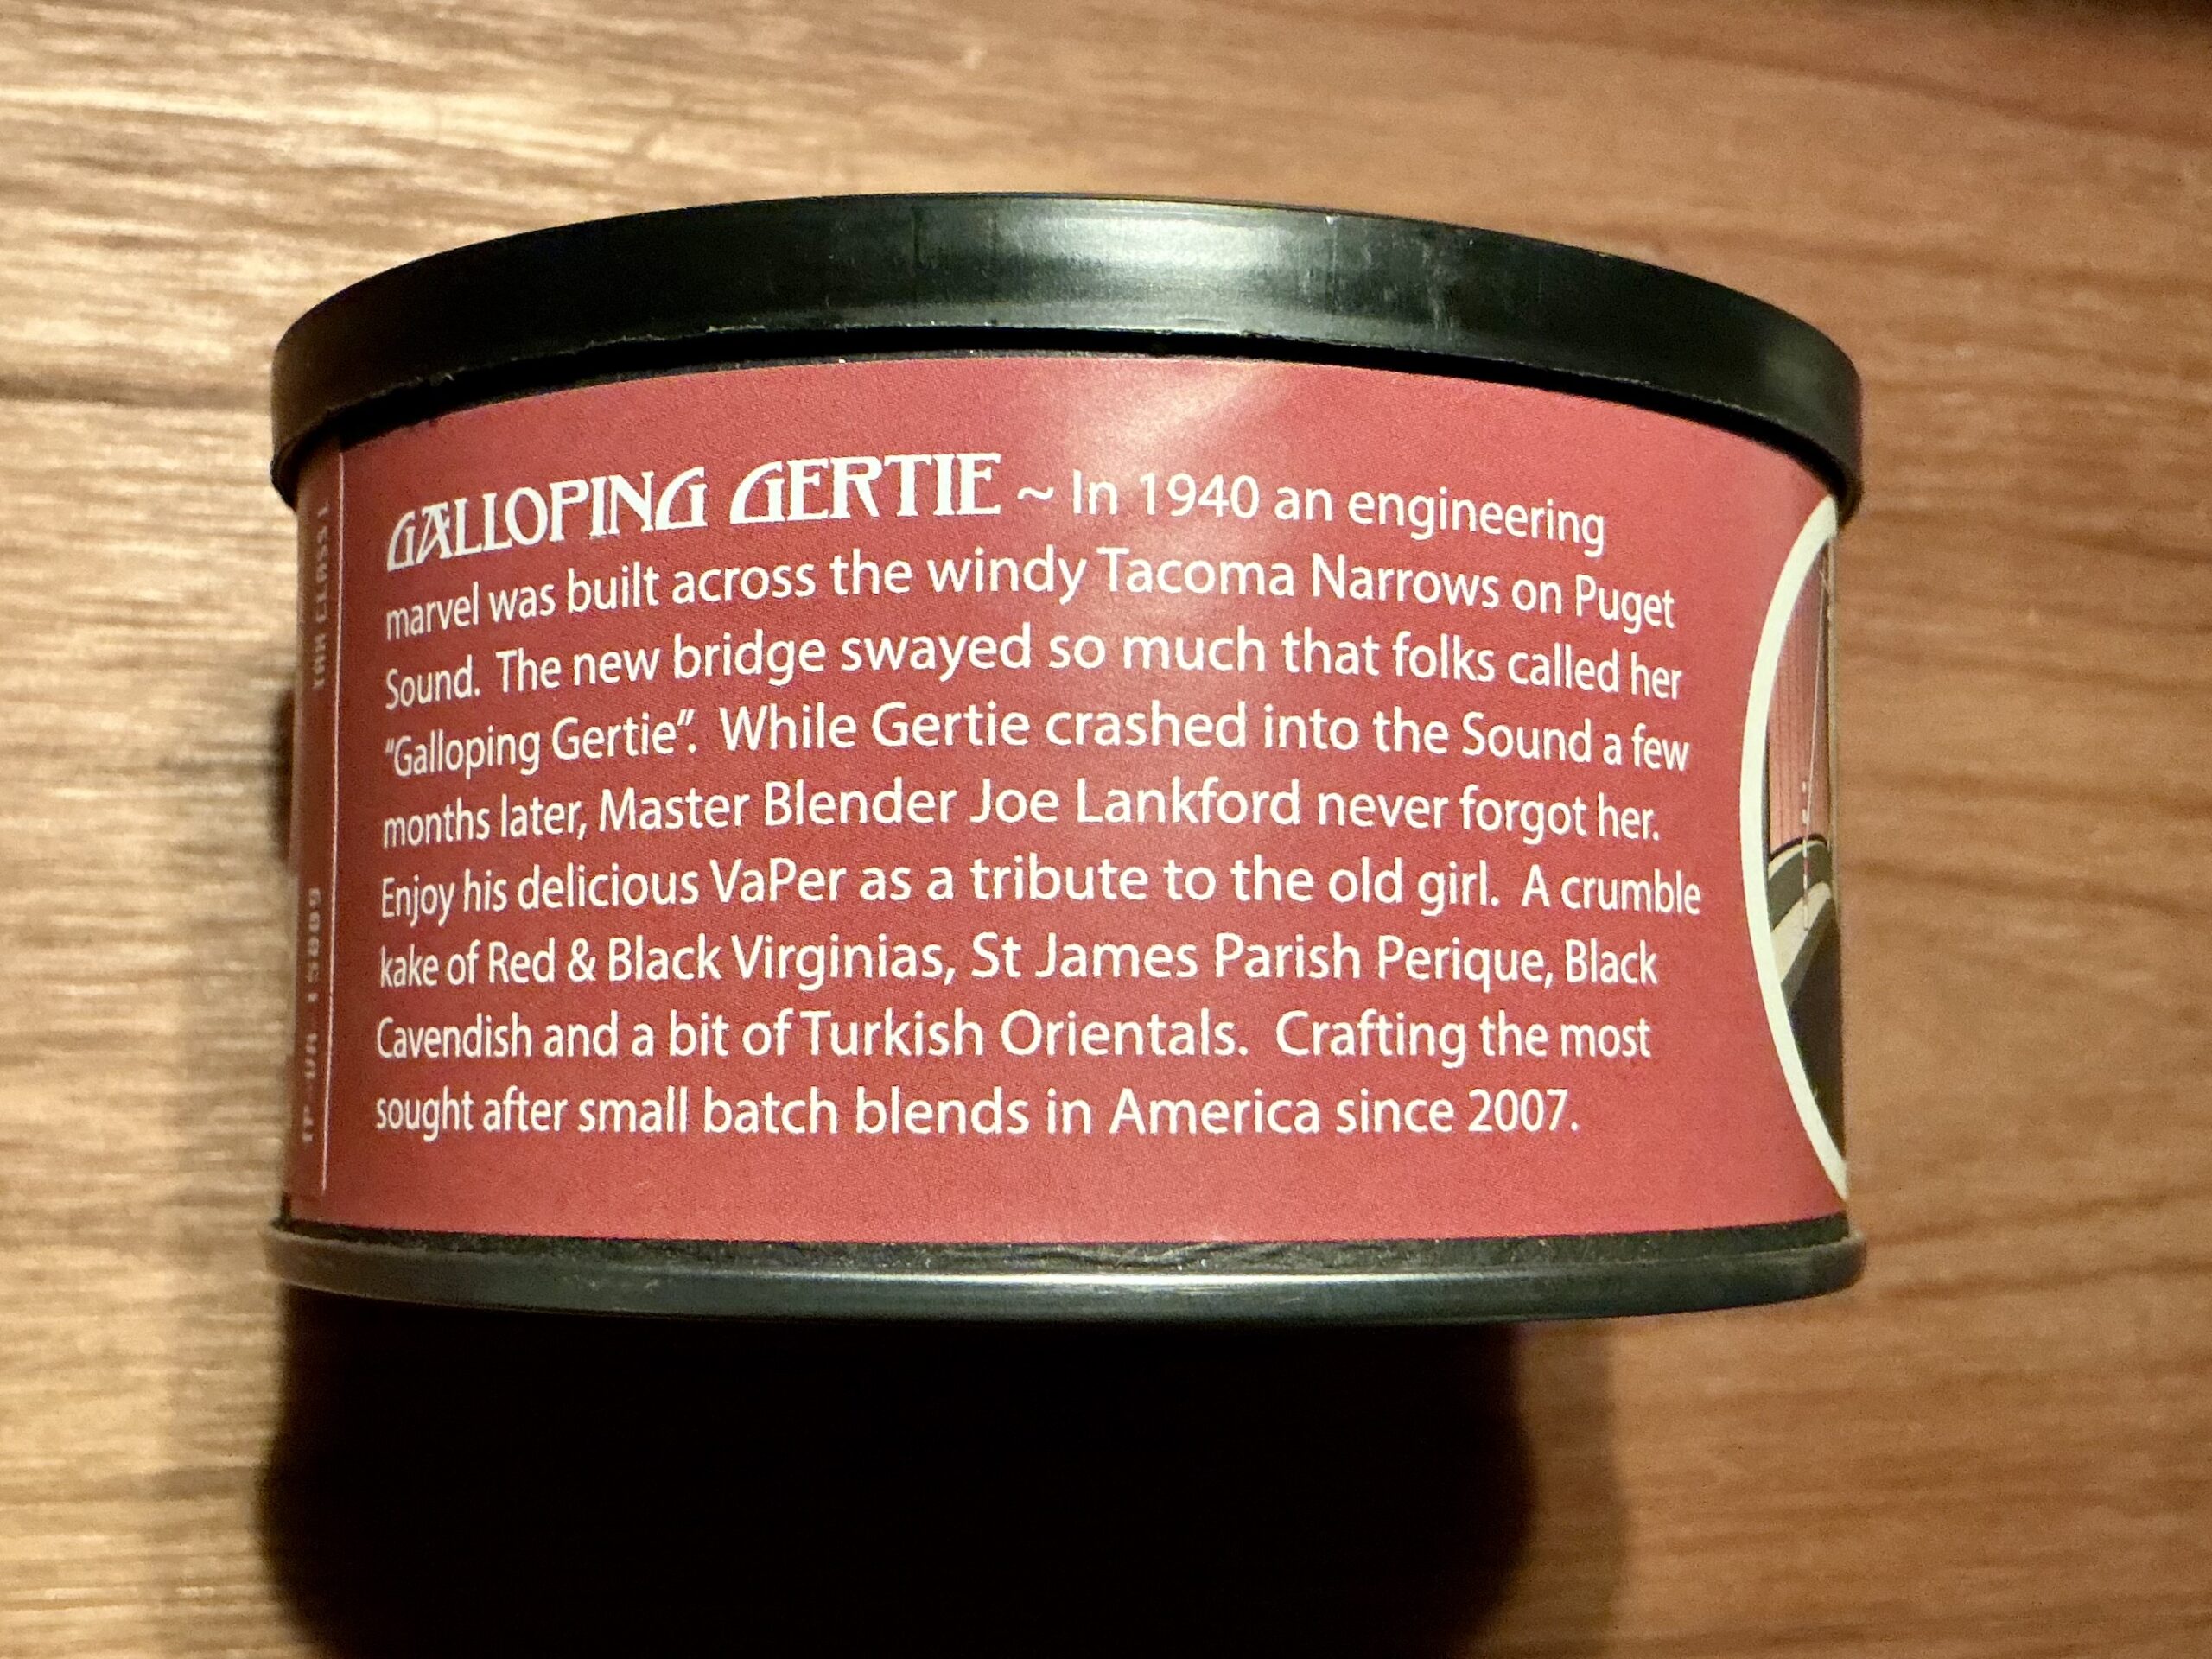 GALLOPING GERTIE ~ In 1940 an engineering
marvel was built across the windy Tacoma Narrows on Puget
Sound. The new bridge swayed so much that folks called her
“Galloping Gertie”. While Gertie crashed into the Sound a few
months later, Master Blender Joe Lankford never forgot her.
Enjoy his delicious VaPer as a tribute to the old girl. A crumble
kake of Red & Black Virginias, St James Parish Perique, Black
Cavendish and a bit of Turkish Orientals. Crafting the most
sought after small batch blends in America since 2007.